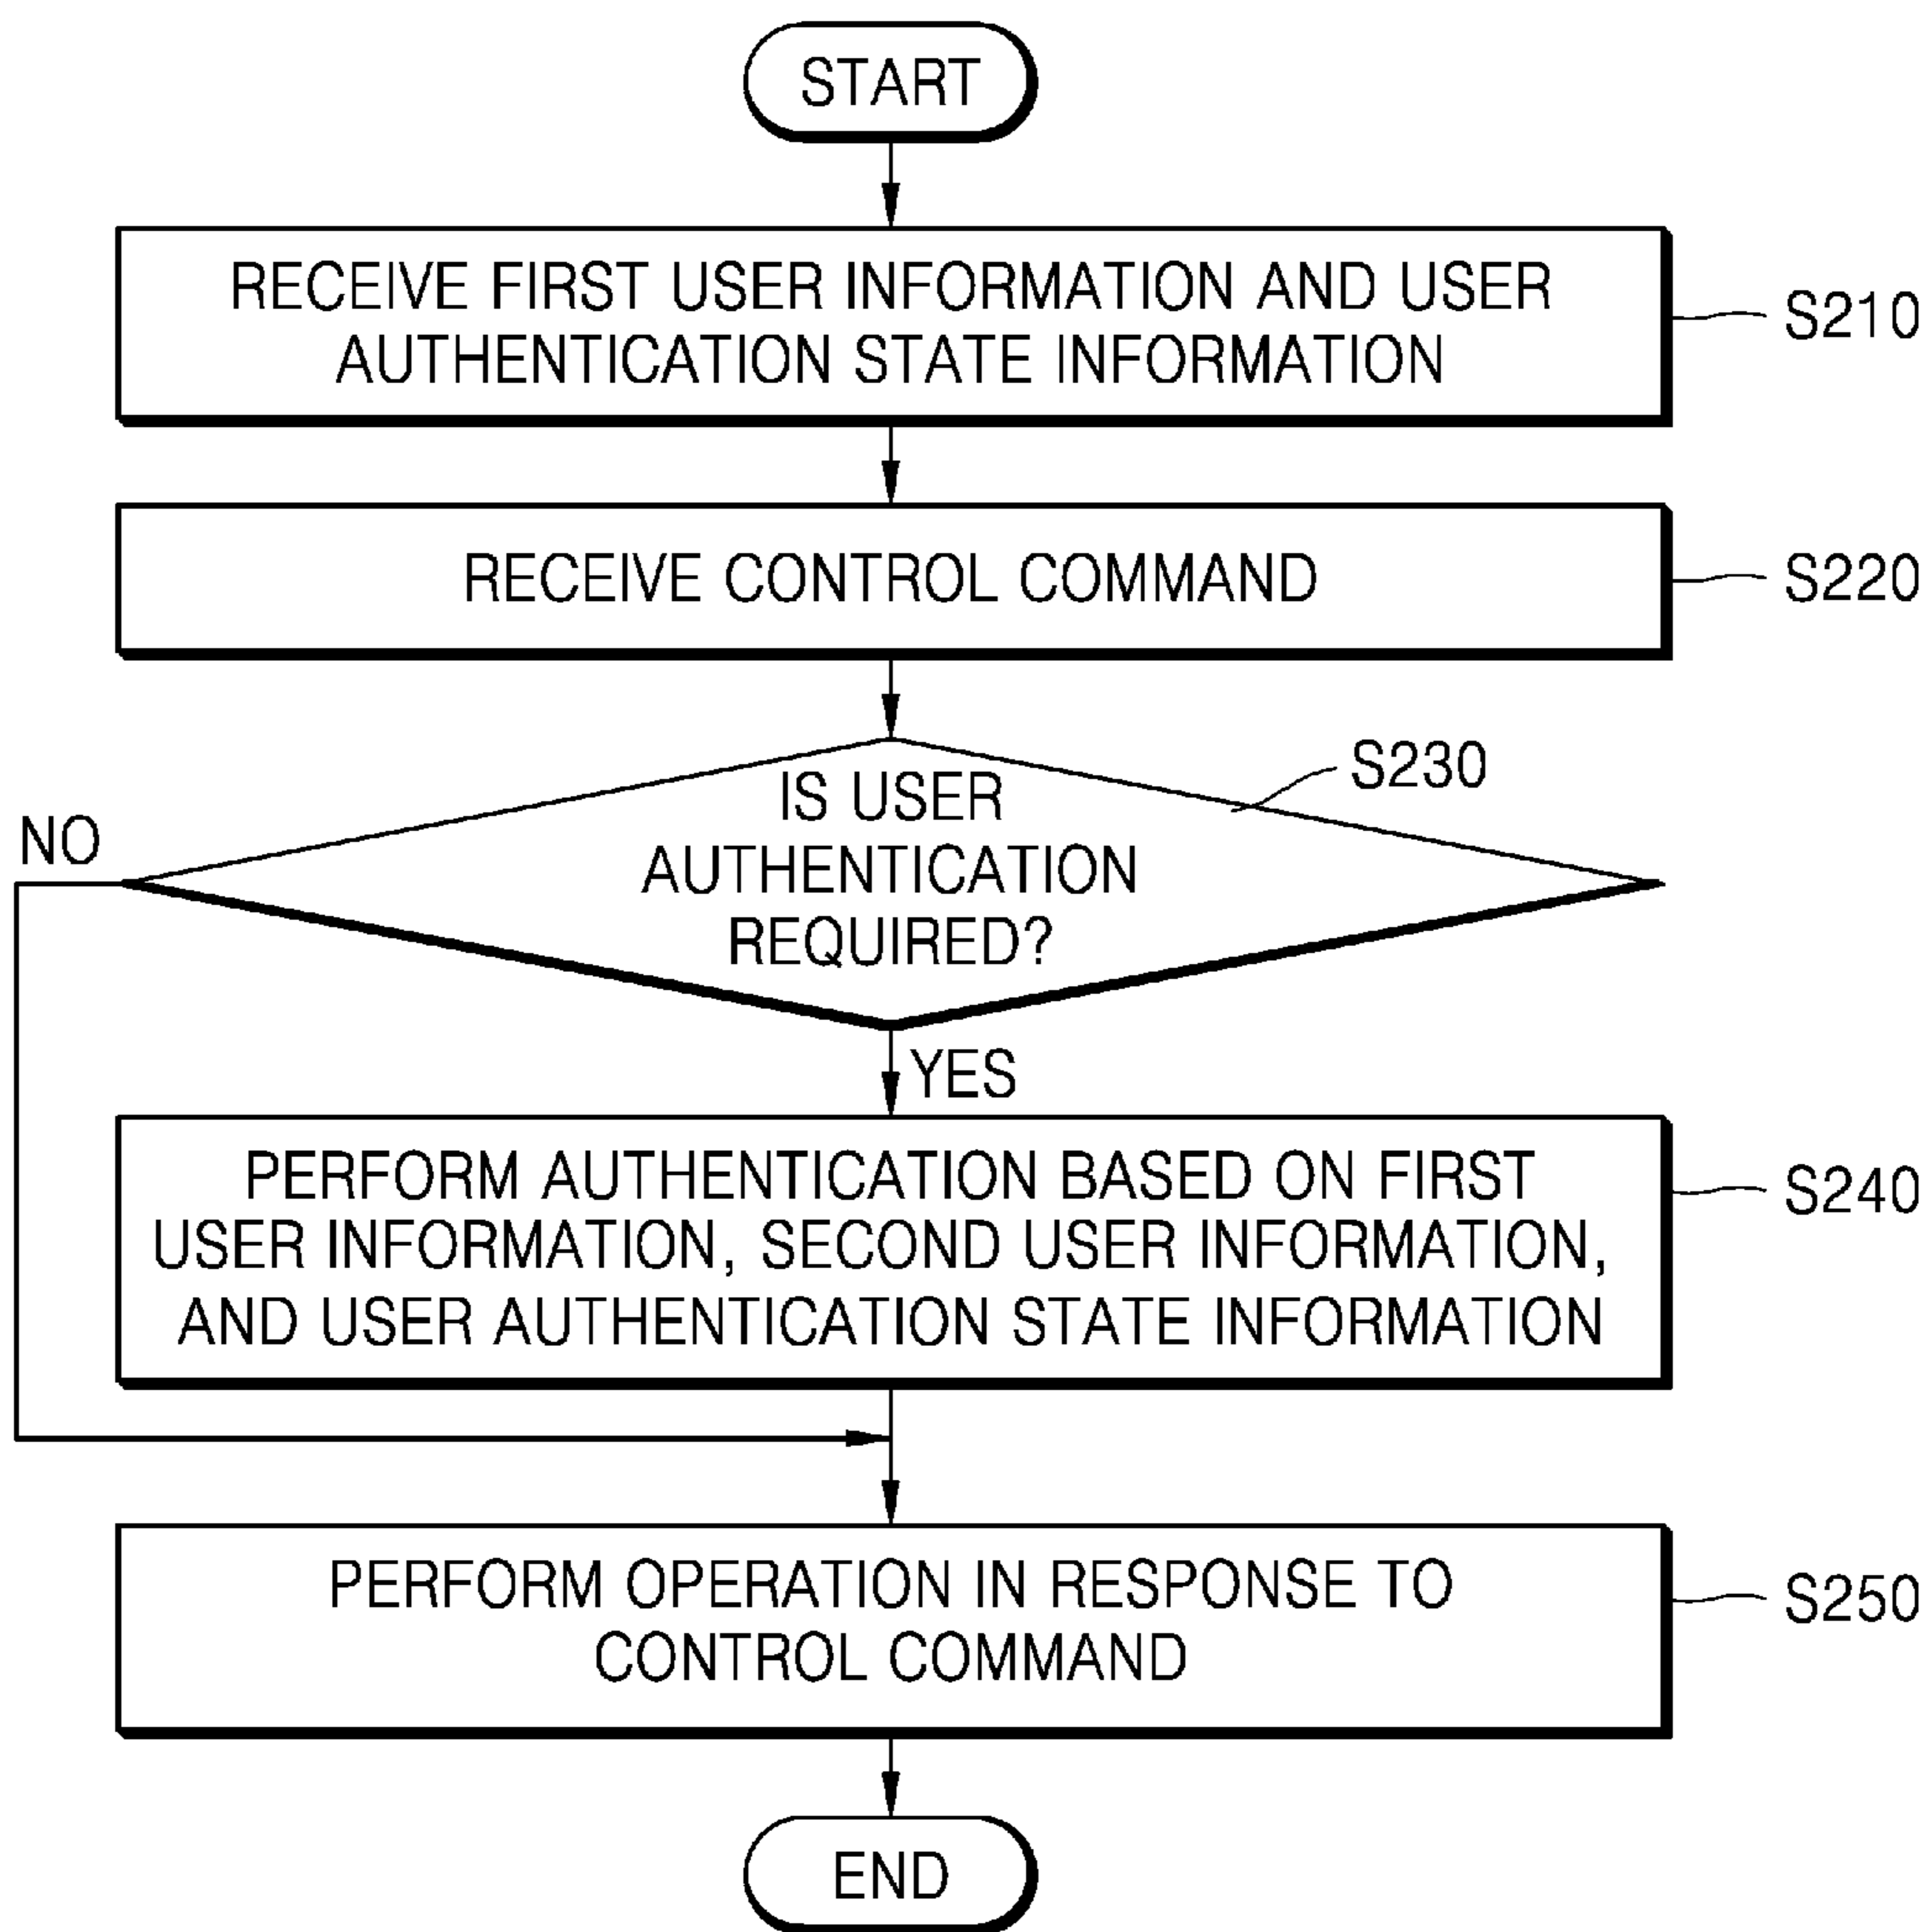 START
RECEIVE FIRST USER INFORMATION AND USER
AUTHENTICATION STATE INFORMATION
S210
RECEIVE CONTROL COMMAND
S220
IS USER
AUTHENTICATION
REQUIRED?
S230
NO
YES
PERFORM AUTHENTICATION BASED ON FIRST
USER INFORMATION, SECOND USER INFORMATION,
AND USER AUTHENTICATION STATE INFORMATION
S240
PERFORM OPERATION IN RESPONSE TO
CONTROL COMMAND
S250
END